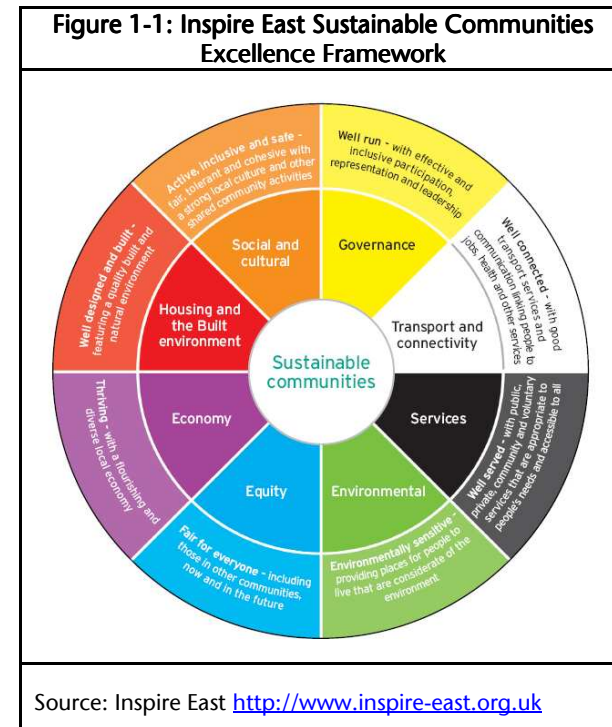 Figure 1-1: Inspire East Sustainable Communities
Excellence Framework
Active, inclusive and safe -
fair, tolerant and cohesive with
a strong local culture and other
shared community activities
Social and
cultural
Well run - with effective and
inclusive participation,
representation and leadership
Governance
Well connected - with good
transport services and
communication linking people to
jobs, health and other services
Transport and
connectivity
Well served - with public,
private, community and voluntary
services that are appropriate to
people's needs and accessible to all
Services
Environmentally sensitive -
providing places for people to
live that are considerate of the
environment
Environmental
Fair for everyone - including
those in other communities,
now and in the future
Equity
Thriving - with a flourishing and
diverse local economy
Economy
Well designed and built -
featuring a quality built and
natural environment
Housing and
the Built
environment
Sustainable
communities
Source: Inspire East http://www.inspire-east.org.uk